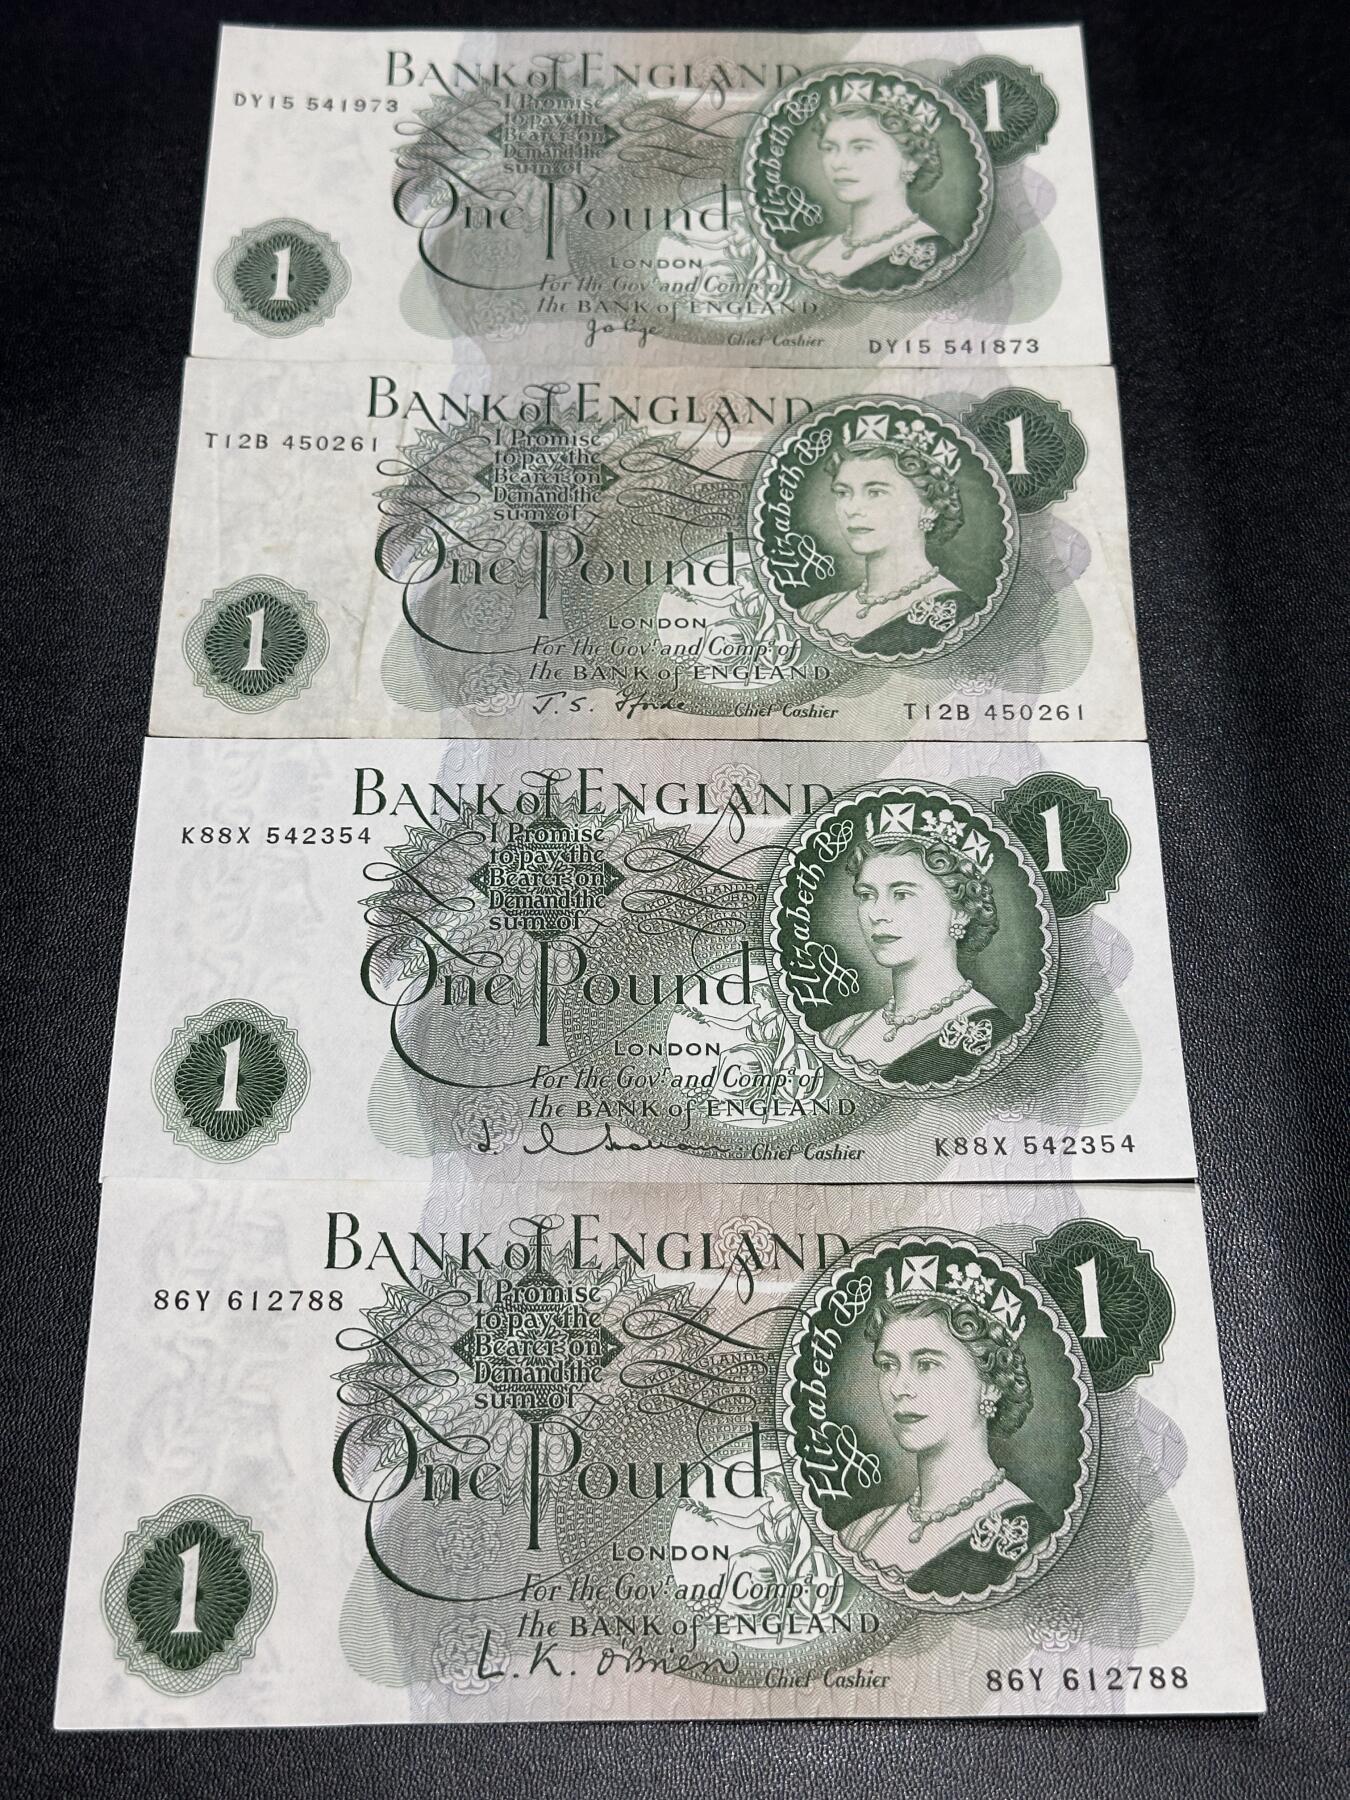 BANK of ENGLAND
DY15 541973
I Promise
to pay the
Bearer on
Demand the
sum of
One Pound
LONDON
For the Govr. and Compa. of
the BANK of ENGLAND
Chief Cashier
DY15 541873
Elizabeth R
1
1
BANK of ENGLAND
T12B 450261
I Promise
to pay the
Bearer on
Demand the
sum of
One Pound
LONDON
For the Govr. and Compa. of
the BANK of ENGLAND
J. S. Fforde
Chief Cashier
T12B 450261
Elizabeth R
1
1
BANK of ENGLAND
K88X 542354
I Promise
to pay the
Bearer on
Demand the
sum of
One Pound
LONDON
For the Govr. and Compa. of
the BANK of ENGLAND
Chief Cashier
K88X 542354
Elizabeth R
1
1
BANK of ENGLAND
86Y 612788
I Promise
to pay the
Bearer on
Demand the
sum of
One Pound
LONDON
For the Govr. and Compa. of
the BANK of ENGLAND
L. K. O'Brien
Chief Cashier
86Y 612788
Elizabeth R
1
1